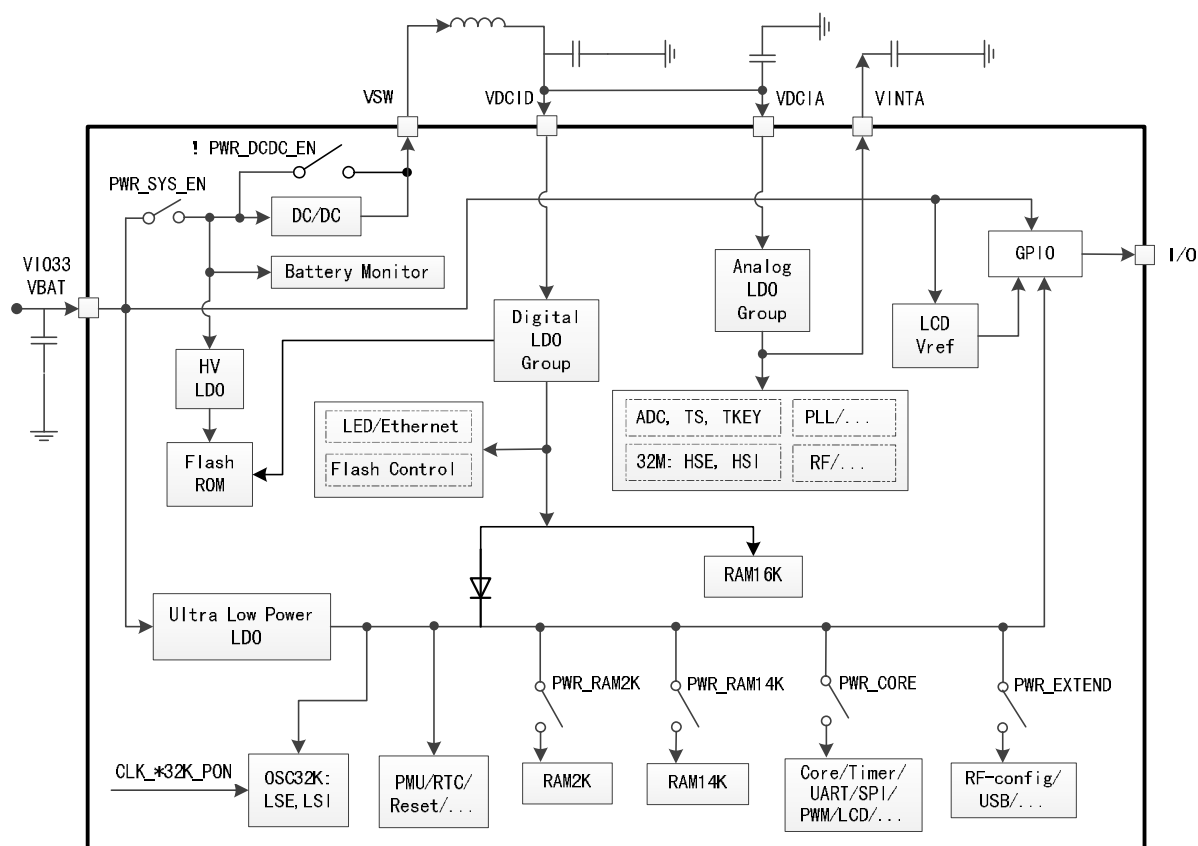 VSW
VDCID
VDCIA
VINTA
! PWR_DCDC_EN
PWR_SYS_EN
DC/DC
VIO33
VBAT
Battery Monitor
Analog
LDO
Group
GPIO
I/O
Digital
LDO
Group
LCD
Vref
HV
LDO
LED/Ethernet
Flash Control
ADC, TS, TKEY
PLL/...
32M: HSE, HSI
RF/...
Flash
ROM
RAM16K
Ultra Low Power
LDO
PWR_RAM2K
PWR_RAM14K
PWR_CORE
PWR_EXTEND
CLK_*32K_PON
OSC32K:
LSE, LSI
PMU/RTC/
Reset/...
RAM2K
RAM14K
Core/Timer/
UART/SPI/
PWM/LCD/...
RF-config/
USB/...